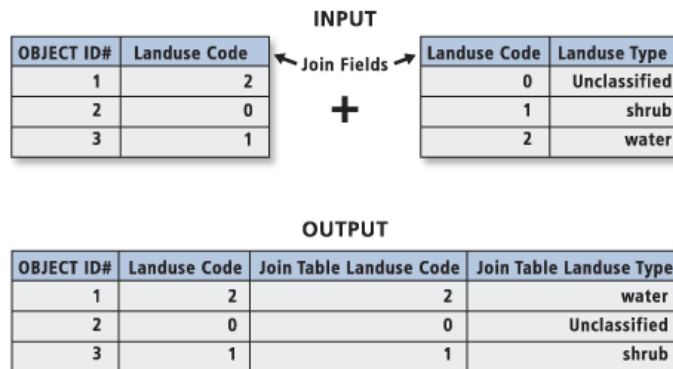 INPUT
OBJECT ID# Landuse Code
1 2
2 0
3 1
Join Fields
+
Landuse Code Landuse Type
0 Unclassified
1 shrub
2 water
OUTPUT
OBJECT ID# Landuse Code Join Table Landuse Code Join Table Landuse Type
1 2 2 water
2 0 0 Unclassified
3 1 1 shrub